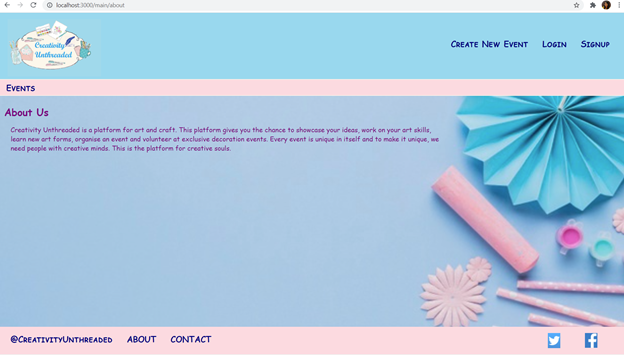 localhost:3000/main/about
Creativity
Unthreaded
Create New Event Login Signup
Events
About Us
Creativity Unthreaded is a platform for art and craft. This platform gives you the chance to showcase your ideas, work on your art skills,
learn new art forms, organise an event and volunteer at exclusive decoration events. Every event is unique in itself and to make it unique, we
need people with creative minds. This is the platform for creative souls.
@CreativityUnthreaded ABOUT CONTACT